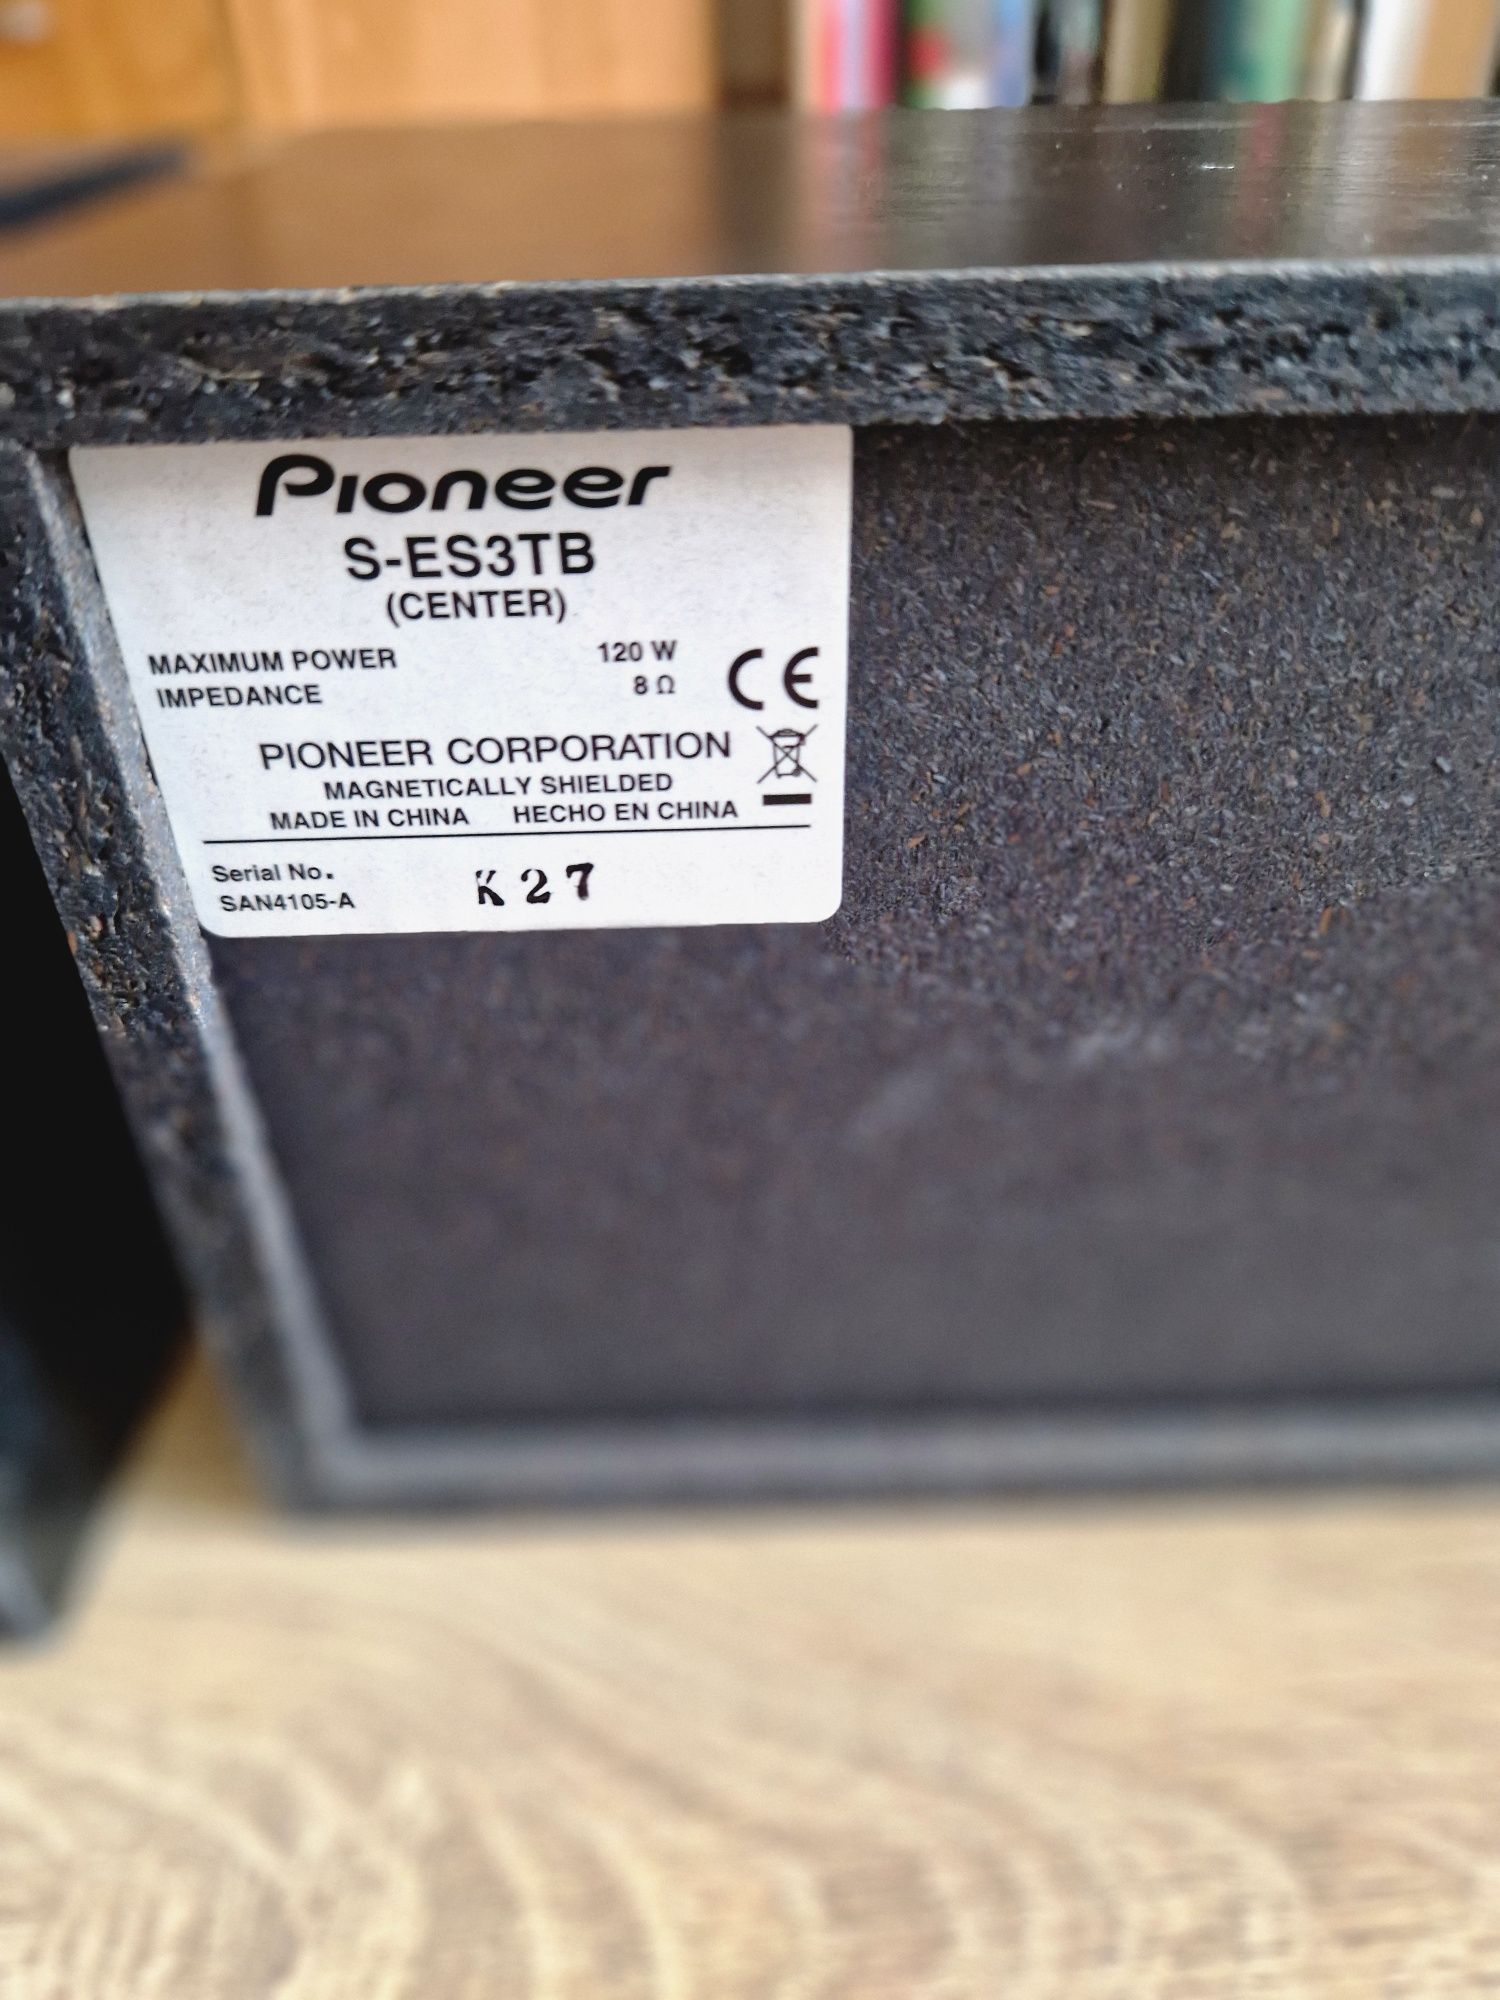 Pioneer
S-ES3TB
(CENTER)
MAXIMUM POWER 120 W
IMPEDANCE 8 Ω
CE
PIONEER CORPORATION
MAGNETICALLY SHIELDED
MADE IN CHINA HECHO EN CHINA
Serial No. K27
SAN4105-A